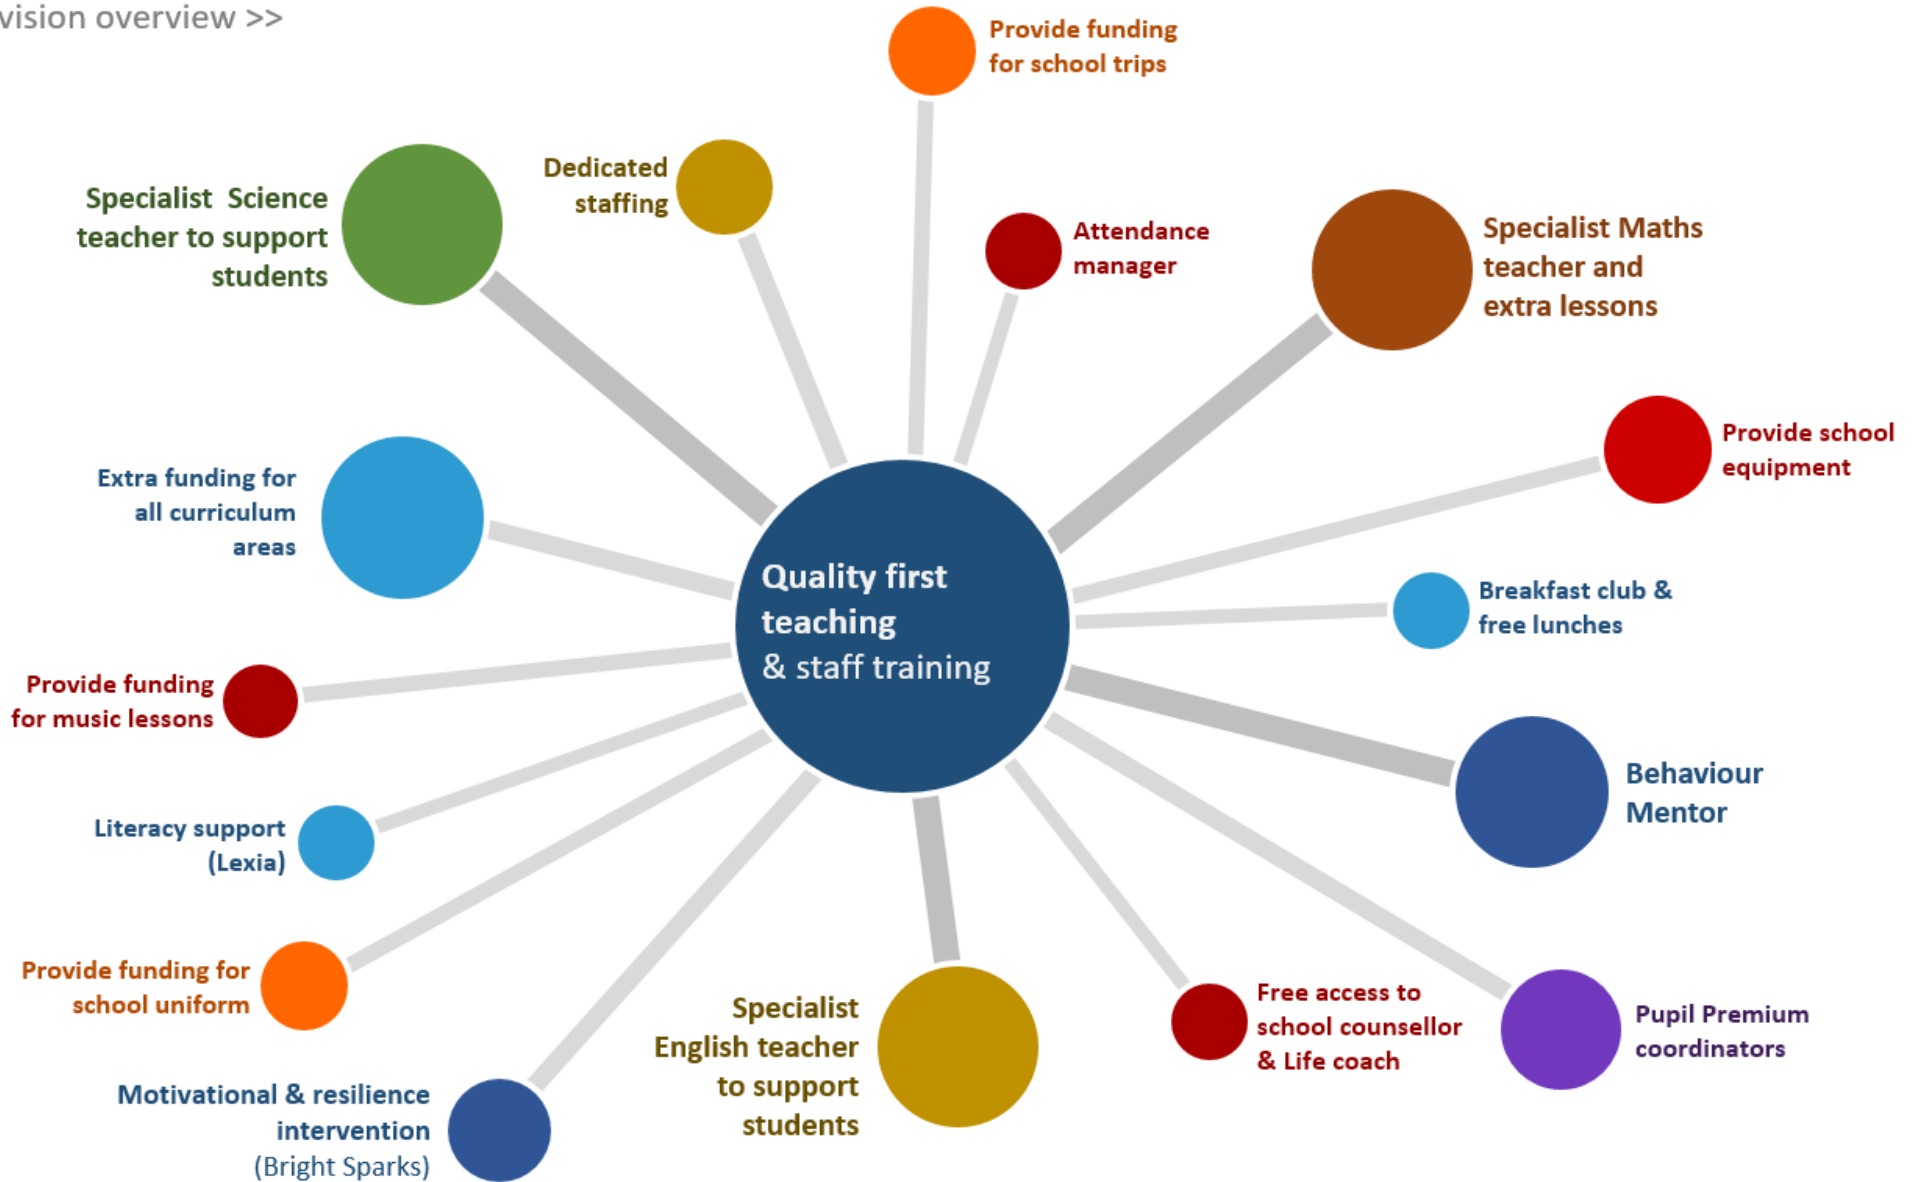 vision overview >>
Provide funding
for school trips
Dedicated
staffing
Specialist  Science
teacher to support
students
Attendance
manager
Specialist Maths
teacher and
extra lessons
Provide school
equipment
Extra funding for
all curriculum
areas
Quality first
teaching
& staff training
Breakfast club &
free lunches
Provide funding
for music lessons
Behaviour
Mentor
Literacy support
(Lexia)
Provide funding for
school uniform
Specialist
English teacher
to support
students
Free access to
school counsellor
& Life coach
Pupil Premium
coordinators
Motivational & resilience
intervention
(Bright Sparks)